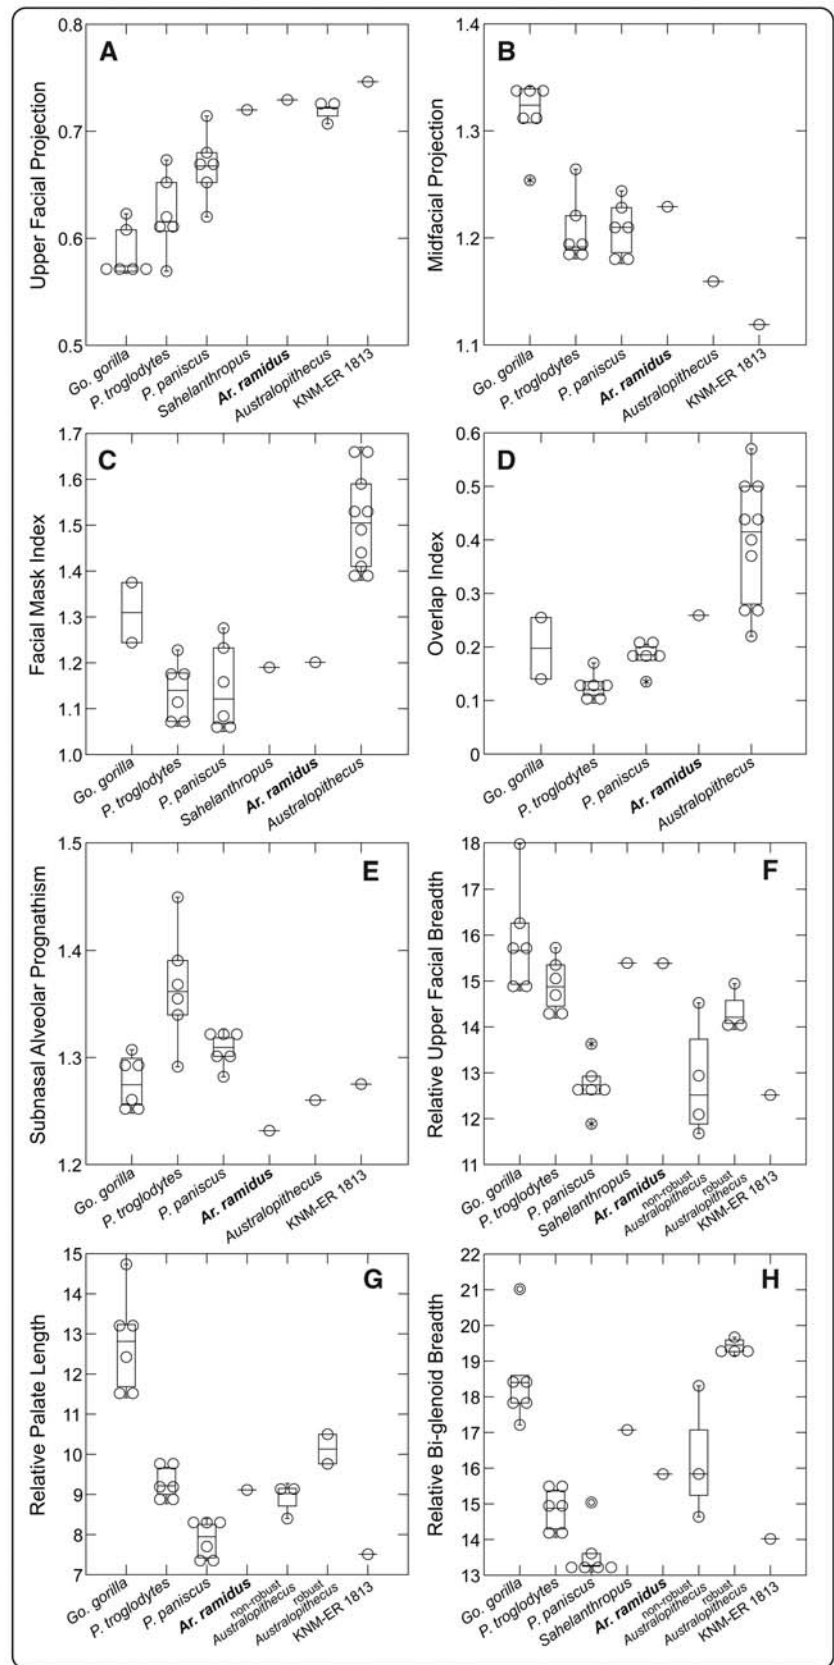 A
Upper Facial Projection
0.8
0.7
0.6
0.5
Go. gorilla
P. troglodytes
P. paniscus
Sahelanthropus
Ar. ramidus
Australopithecus
KNM-ER 1813
B
Midfacial Projection
1.4
1.3
1.2
1.1
Go. gorilla
P. troglodytes
P. paniscus
Ar. ramidus
Australopithecus
KNM-ER 1813
C
Facial Mask Index
1.7
1.6
1.5
1.4
1.3
1.2
1.1
1.0
Go. gorilla
P. troglodytes
P. paniscus
Sahelanthropus
Ar. ramidus
Australopithecus
D
Overlap Index
0.6
0.5
0.4
0.3
0.2
0.1
0
Go. gorilla
P. troglodytes
P. paniscus
Ar. ramidus
Australopithecus
E
Subnasal Alveolar Prognathism
1.5
1.4
1.3
1.2
Go. gorilla
P. troglodytes
P. paniscus
Ar. ramidus
Australopithecus
KNM-ER 1813
F
Relative Upper Facial Breadth
18
17
16
15
14
13
12
11
Go. gorilla
P. troglodytes
P. paniscus
Sahelanthropus
Ar. ramidus
non-robust
Australopithecus
robust
Australopithecus
KNM-ER 1813
G
Relative Palate Length
15
14
13
12
11
10
9
8
7
Go. gorilla
P. troglodytes
P. paniscus
Ar. ramidus
non-robust
Australopithecus
robust
Australopithecus
KNM-ER 1813
H
Relative Bi-glenoid Breadth
22
21
20
19
18
17
16
15
14
13
Go. gorilla
P. troglodytes
P. paniscus
Sahelanthropus
Ar. ramidus
non-robust
Australopithecus
robust
Australopithecus
KNM-ER 1813